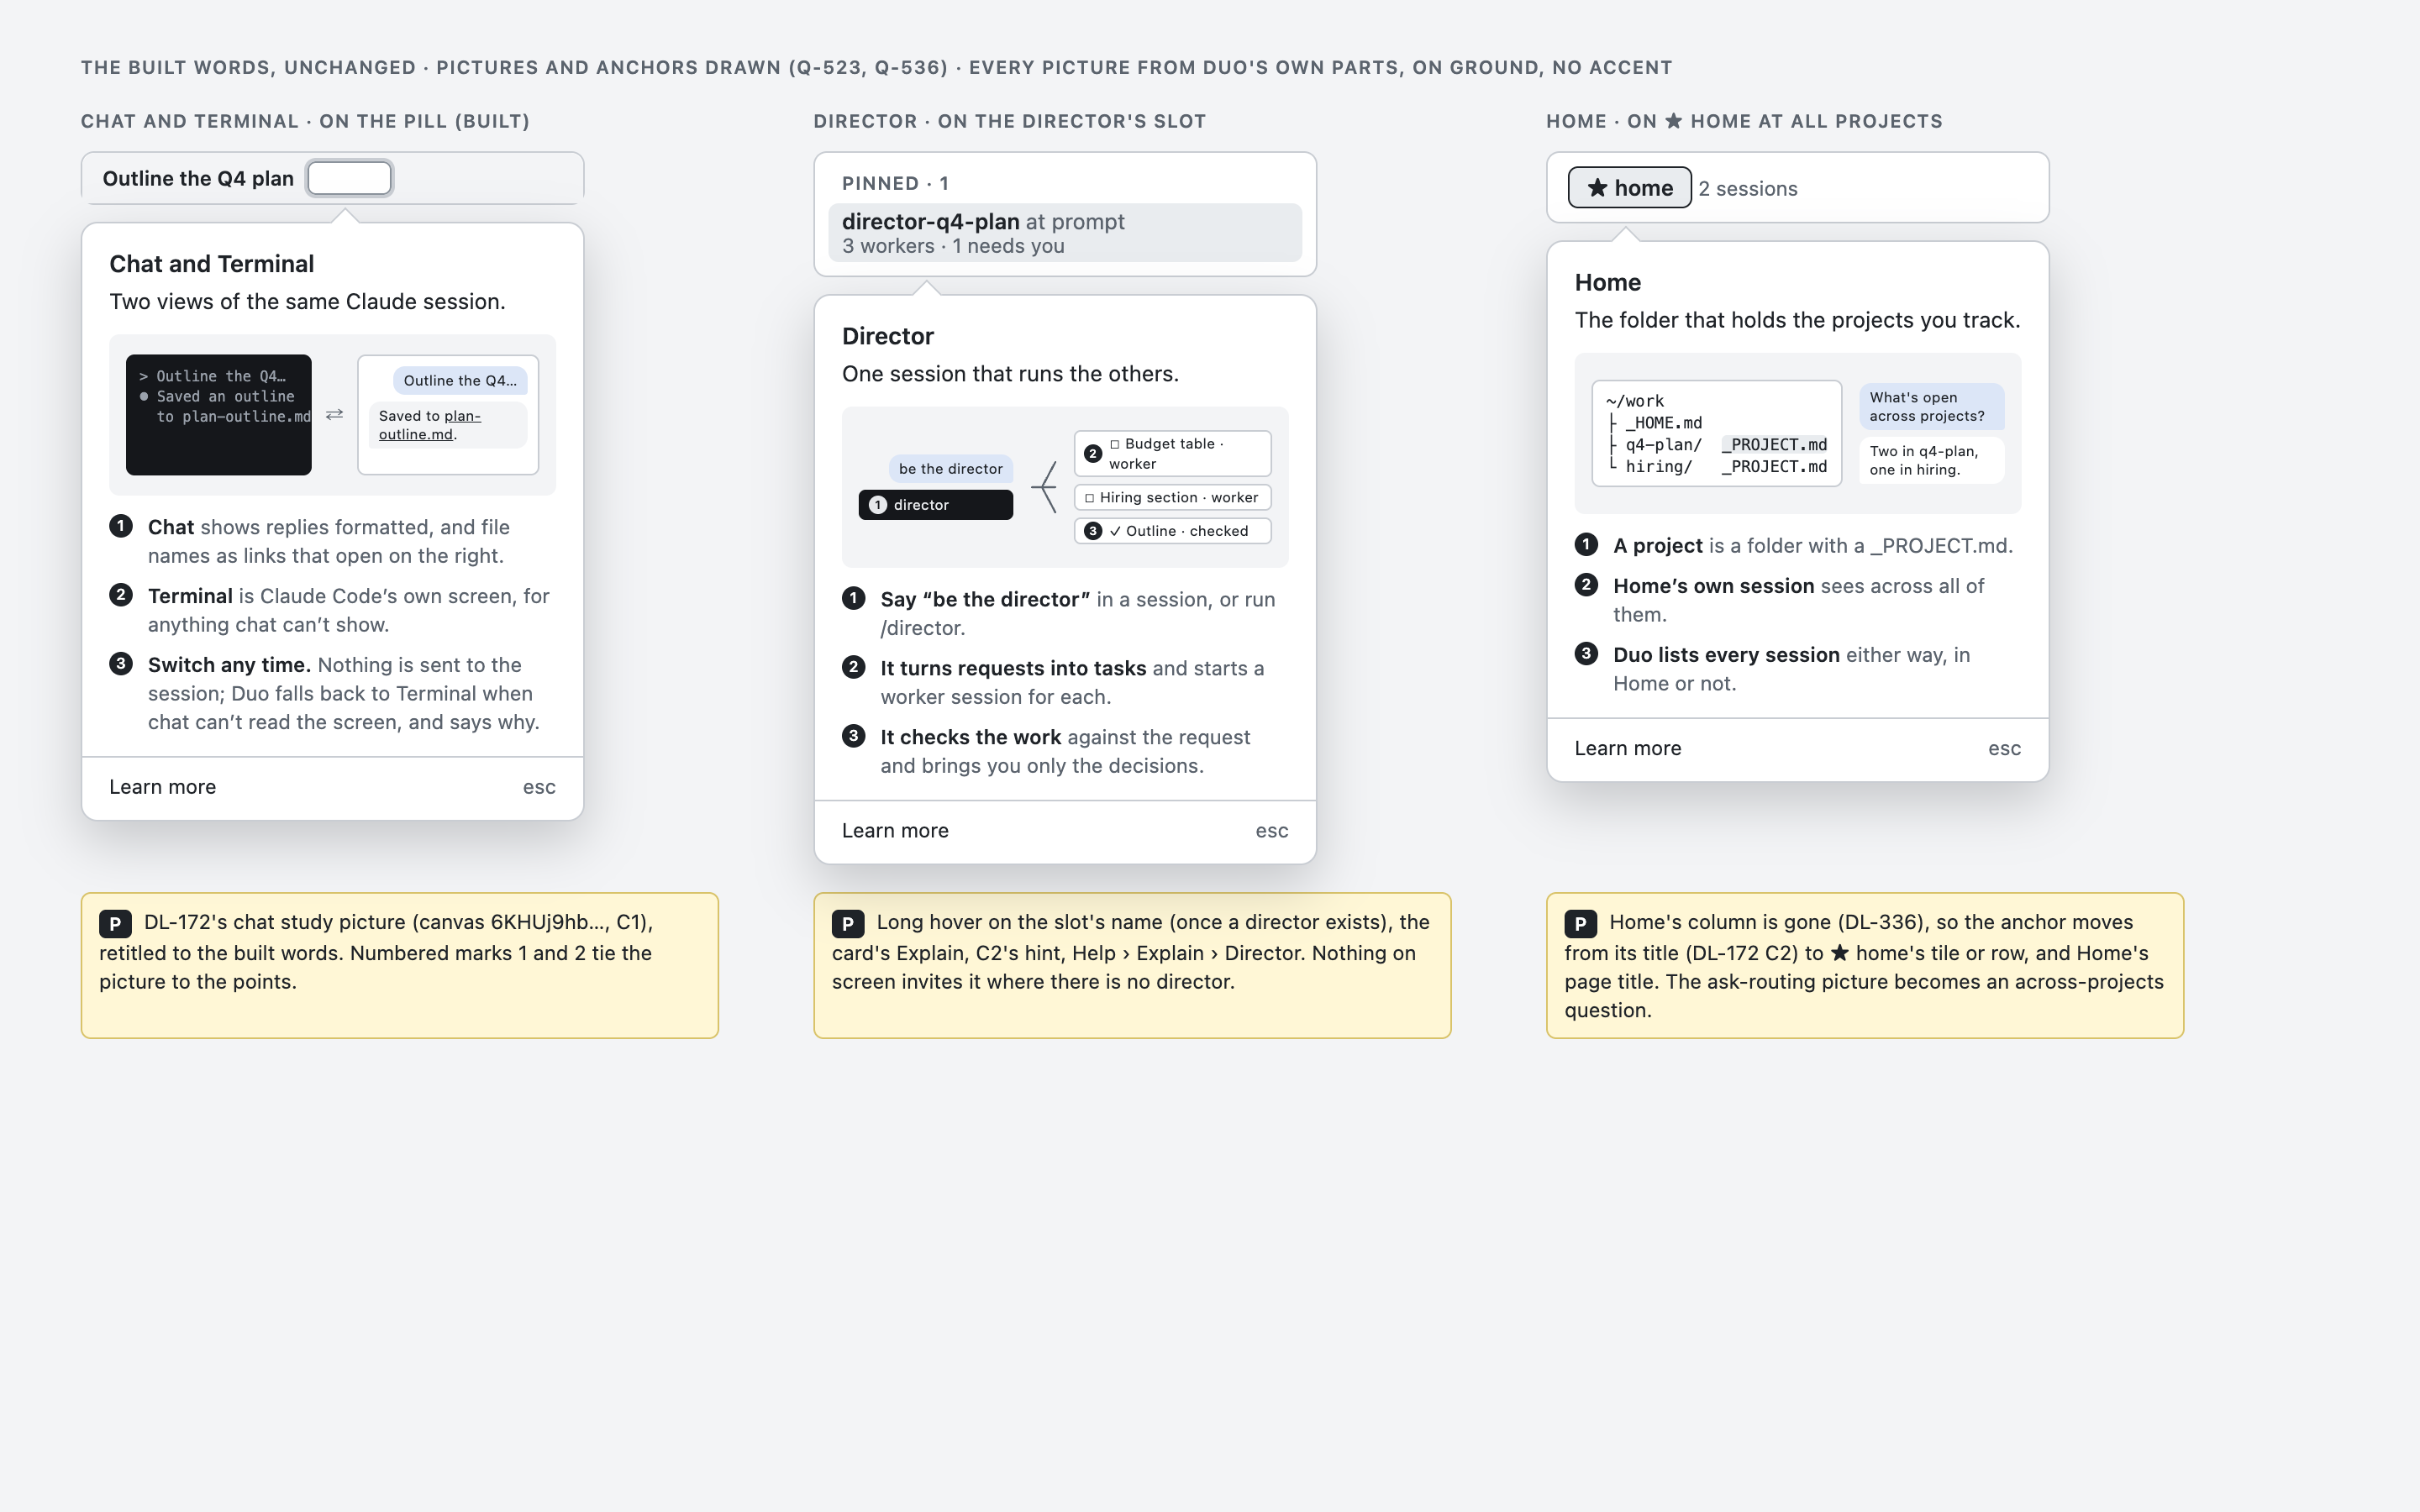 THE BUILT WORDS, UNCHANGED · PICTURES AND ANCHORS DRAWN (Q-523, Q-536) · EVERY PICTURE FROM DUO'S OWN PARTS, ON GROUND, NO ACCENT
CHAT AND TERMINAL · ON THE PILL (BUILT)
Outline the Q4 plan
Chat and Terminal
Two views of the same Claude session.
> Outline the Q4…
● Saved an outline
to plan-outline.md
⇄
Outline the Q4…
Saved to plan-
outline.md.
1 Chat shows replies formatted, and file
names as links that open on the right.
2 Terminal is Claude Code’s own screen, for
anything chat can’t show.
3 Switch any time. Nothing is sent to the
session; Duo falls back to Terminal when
chat can’t read the screen, and says why.
Learn more esc
P DL-172's chat study picture (canvas 6KHUj9hb…, C1),
retitled to the built words. Numbered marks 1 and 2 tie the
picture to the points.
DIRECTOR · ON THE DIRECTOR'S SLOT
PINNED · 1
director-q4-plan at prompt
3 workers · 1 needs you
Director
One session that runs the others.
be the director
1 director
2 □ Budget table ·
worker
□ Hiring section · worker
3 ✓ Outline · checked
1 Say “be the director” in a session, or run
/director.
2 It turns requests into tasks and starts a
worker session for each.
3 It checks the work against the request
and brings you only the decisions.
Learn more esc
P Long hover on the slot's name (once a director exists), the
card's Explain, C2's hint, Help › Explain › Director. Nothing on
screen invites it where there is no director.
HOME · ON ★ HOME AT ALL PROJECTS
★ home 2 sessions
Home
The folder that holds the projects you track.
~/work
├ _HOME.md
├ q4-plan/ _PROJECT.md
└ hiring/ _PROJECT.md
What's open
across projects?
Two in q4-plan,
one in hiring.
1 A project is a folder with a _PROJECT.md.
2 Home’s own session sees across all of
them.
3 Duo lists every session either way, in
Home or not.
Learn more esc
P Home's column is gone (DL-336), so the anchor moves
from its title (DL-172 C2) to ★ home's tile or row, and Home's
page title. The ask-routing picture becomes an across-projects
question.